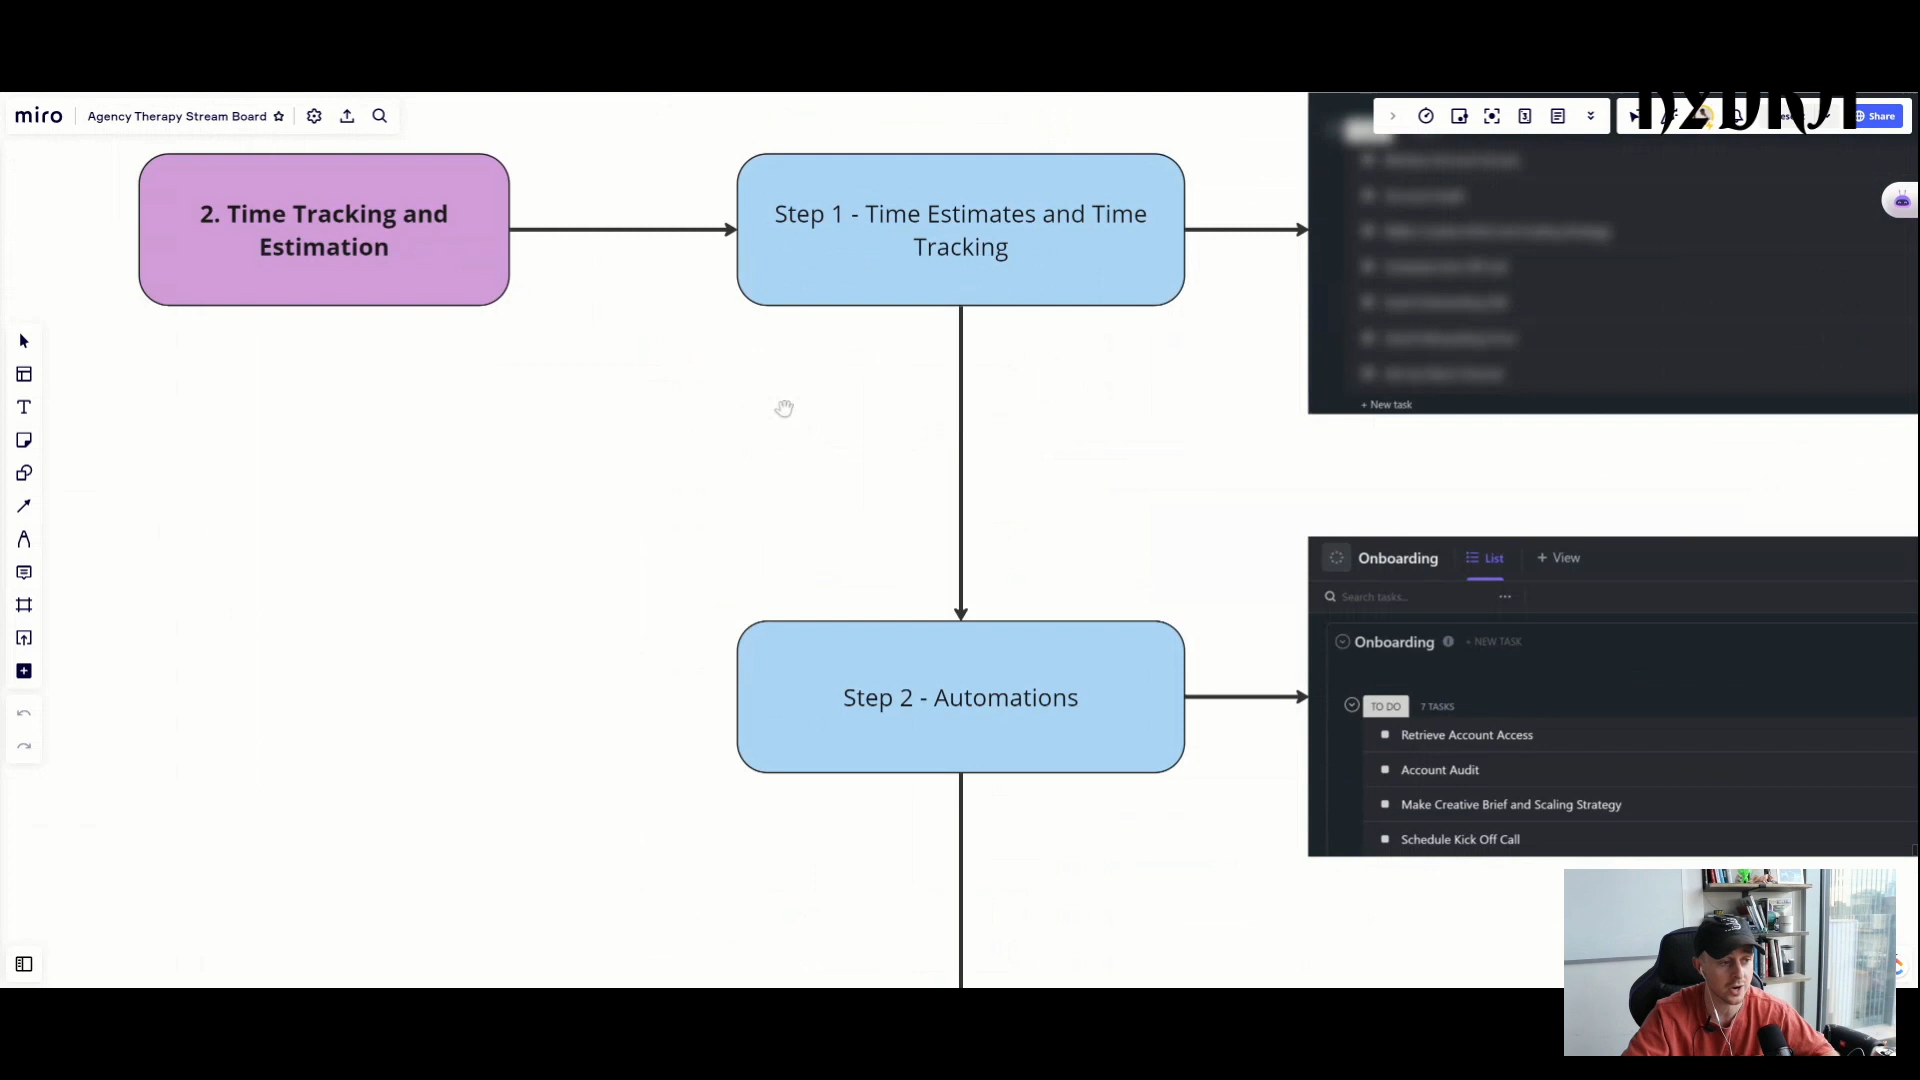 miro
Agency Therapy Stream Board
Share
2. Time Tracking and
Estimation
Step 1 - Time Estimates and Time
Tracking
+ New task
Step 2 - Automations
Onboarding
List
+ View
Search tasks...
Onboarding
+ NEW TASK
TO DO
7 TASKS
Retrieve Account Access
Account Audit
Make Creative Brief and Scaling Strategy
Schedule Kick Off Call